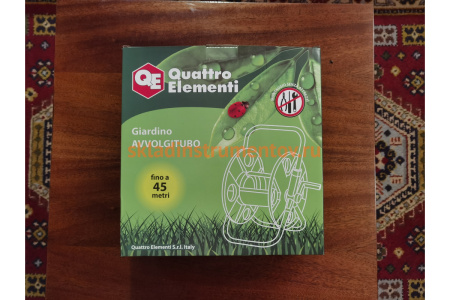 QE
Quattro
Elementi
Giardino
AVVOLGITUBO
skladinstrumentov.ru
fino a
45
metri
Quattro Elementi S.r.l. Italy